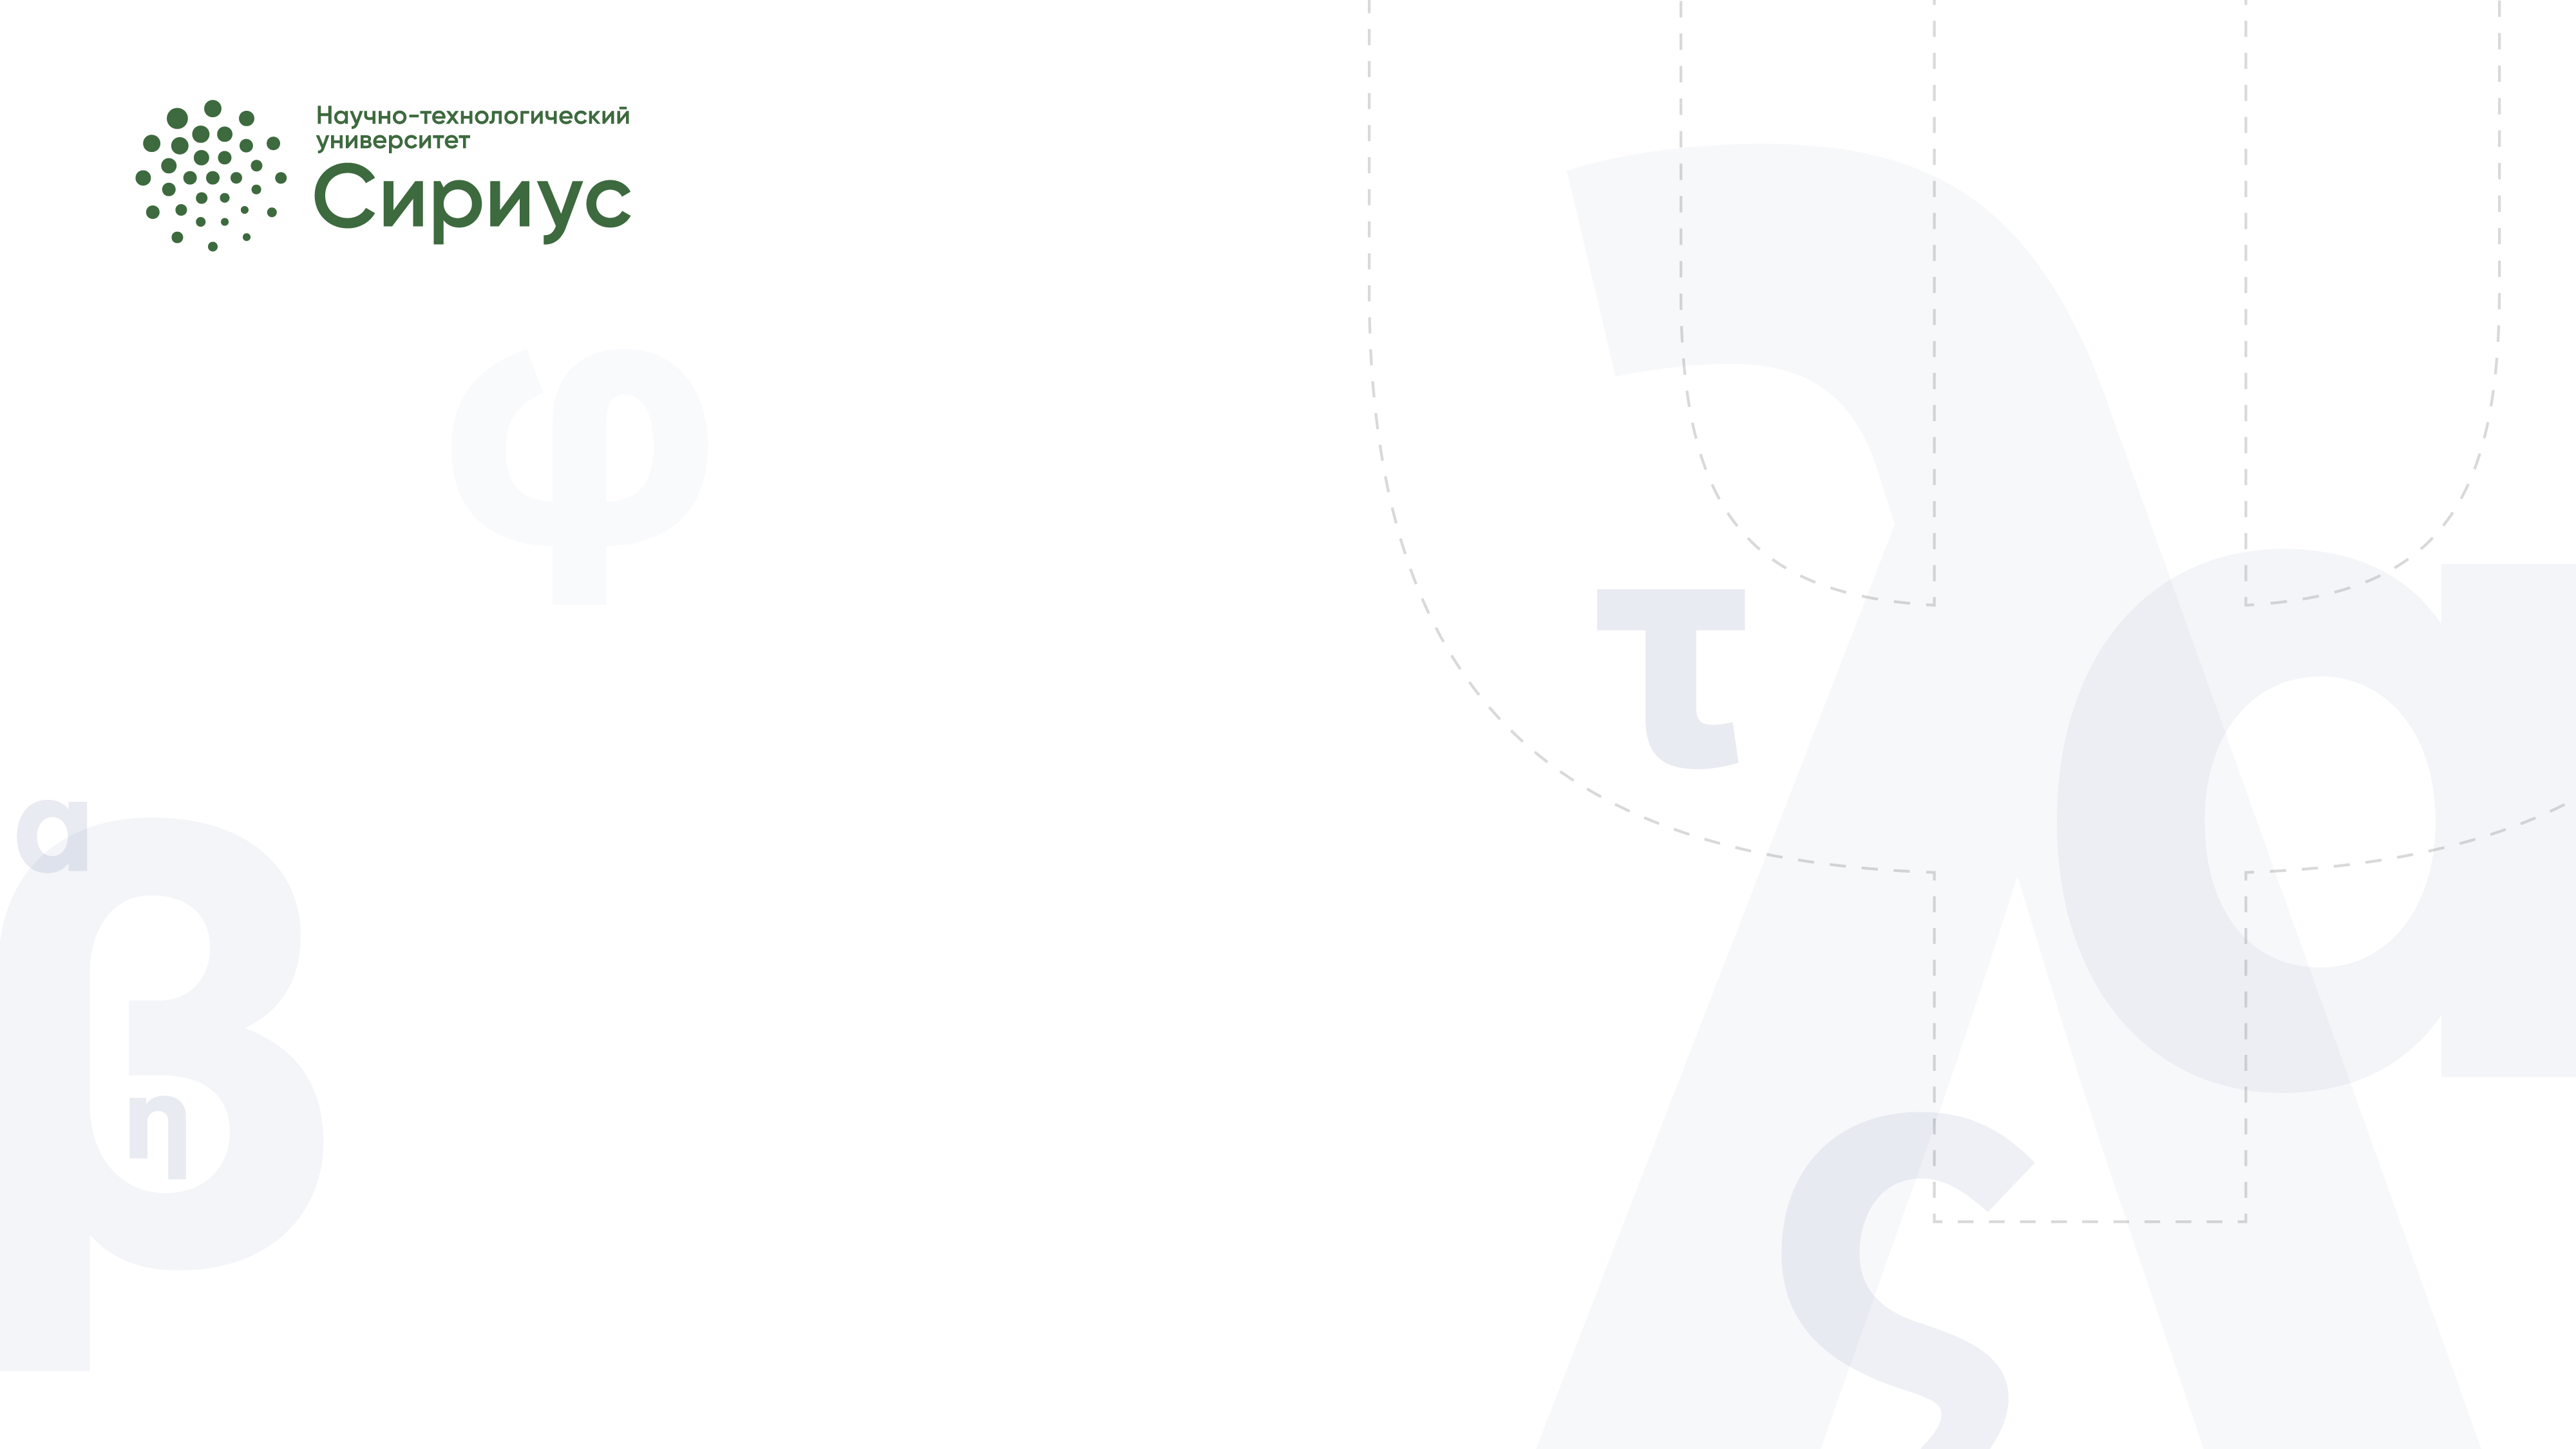 Научно-технологический
университет
Сириус
φ
τ
α
α
β
η
λ
ς
ψ